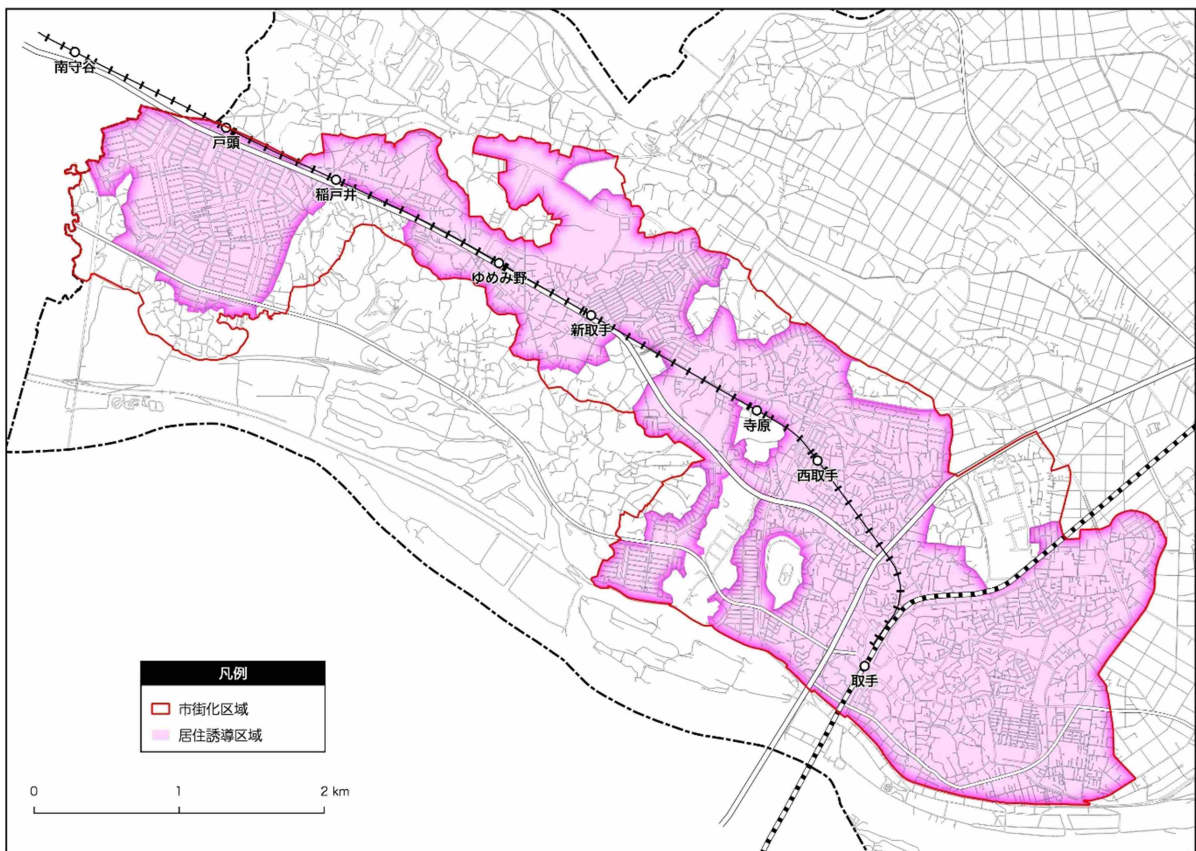 南守谷
戸頭
稲戸井
ゆめみ野
新取手
寺原
西取手
取手
凡例
市街化区域
居住誘導区域
0 1 2 km